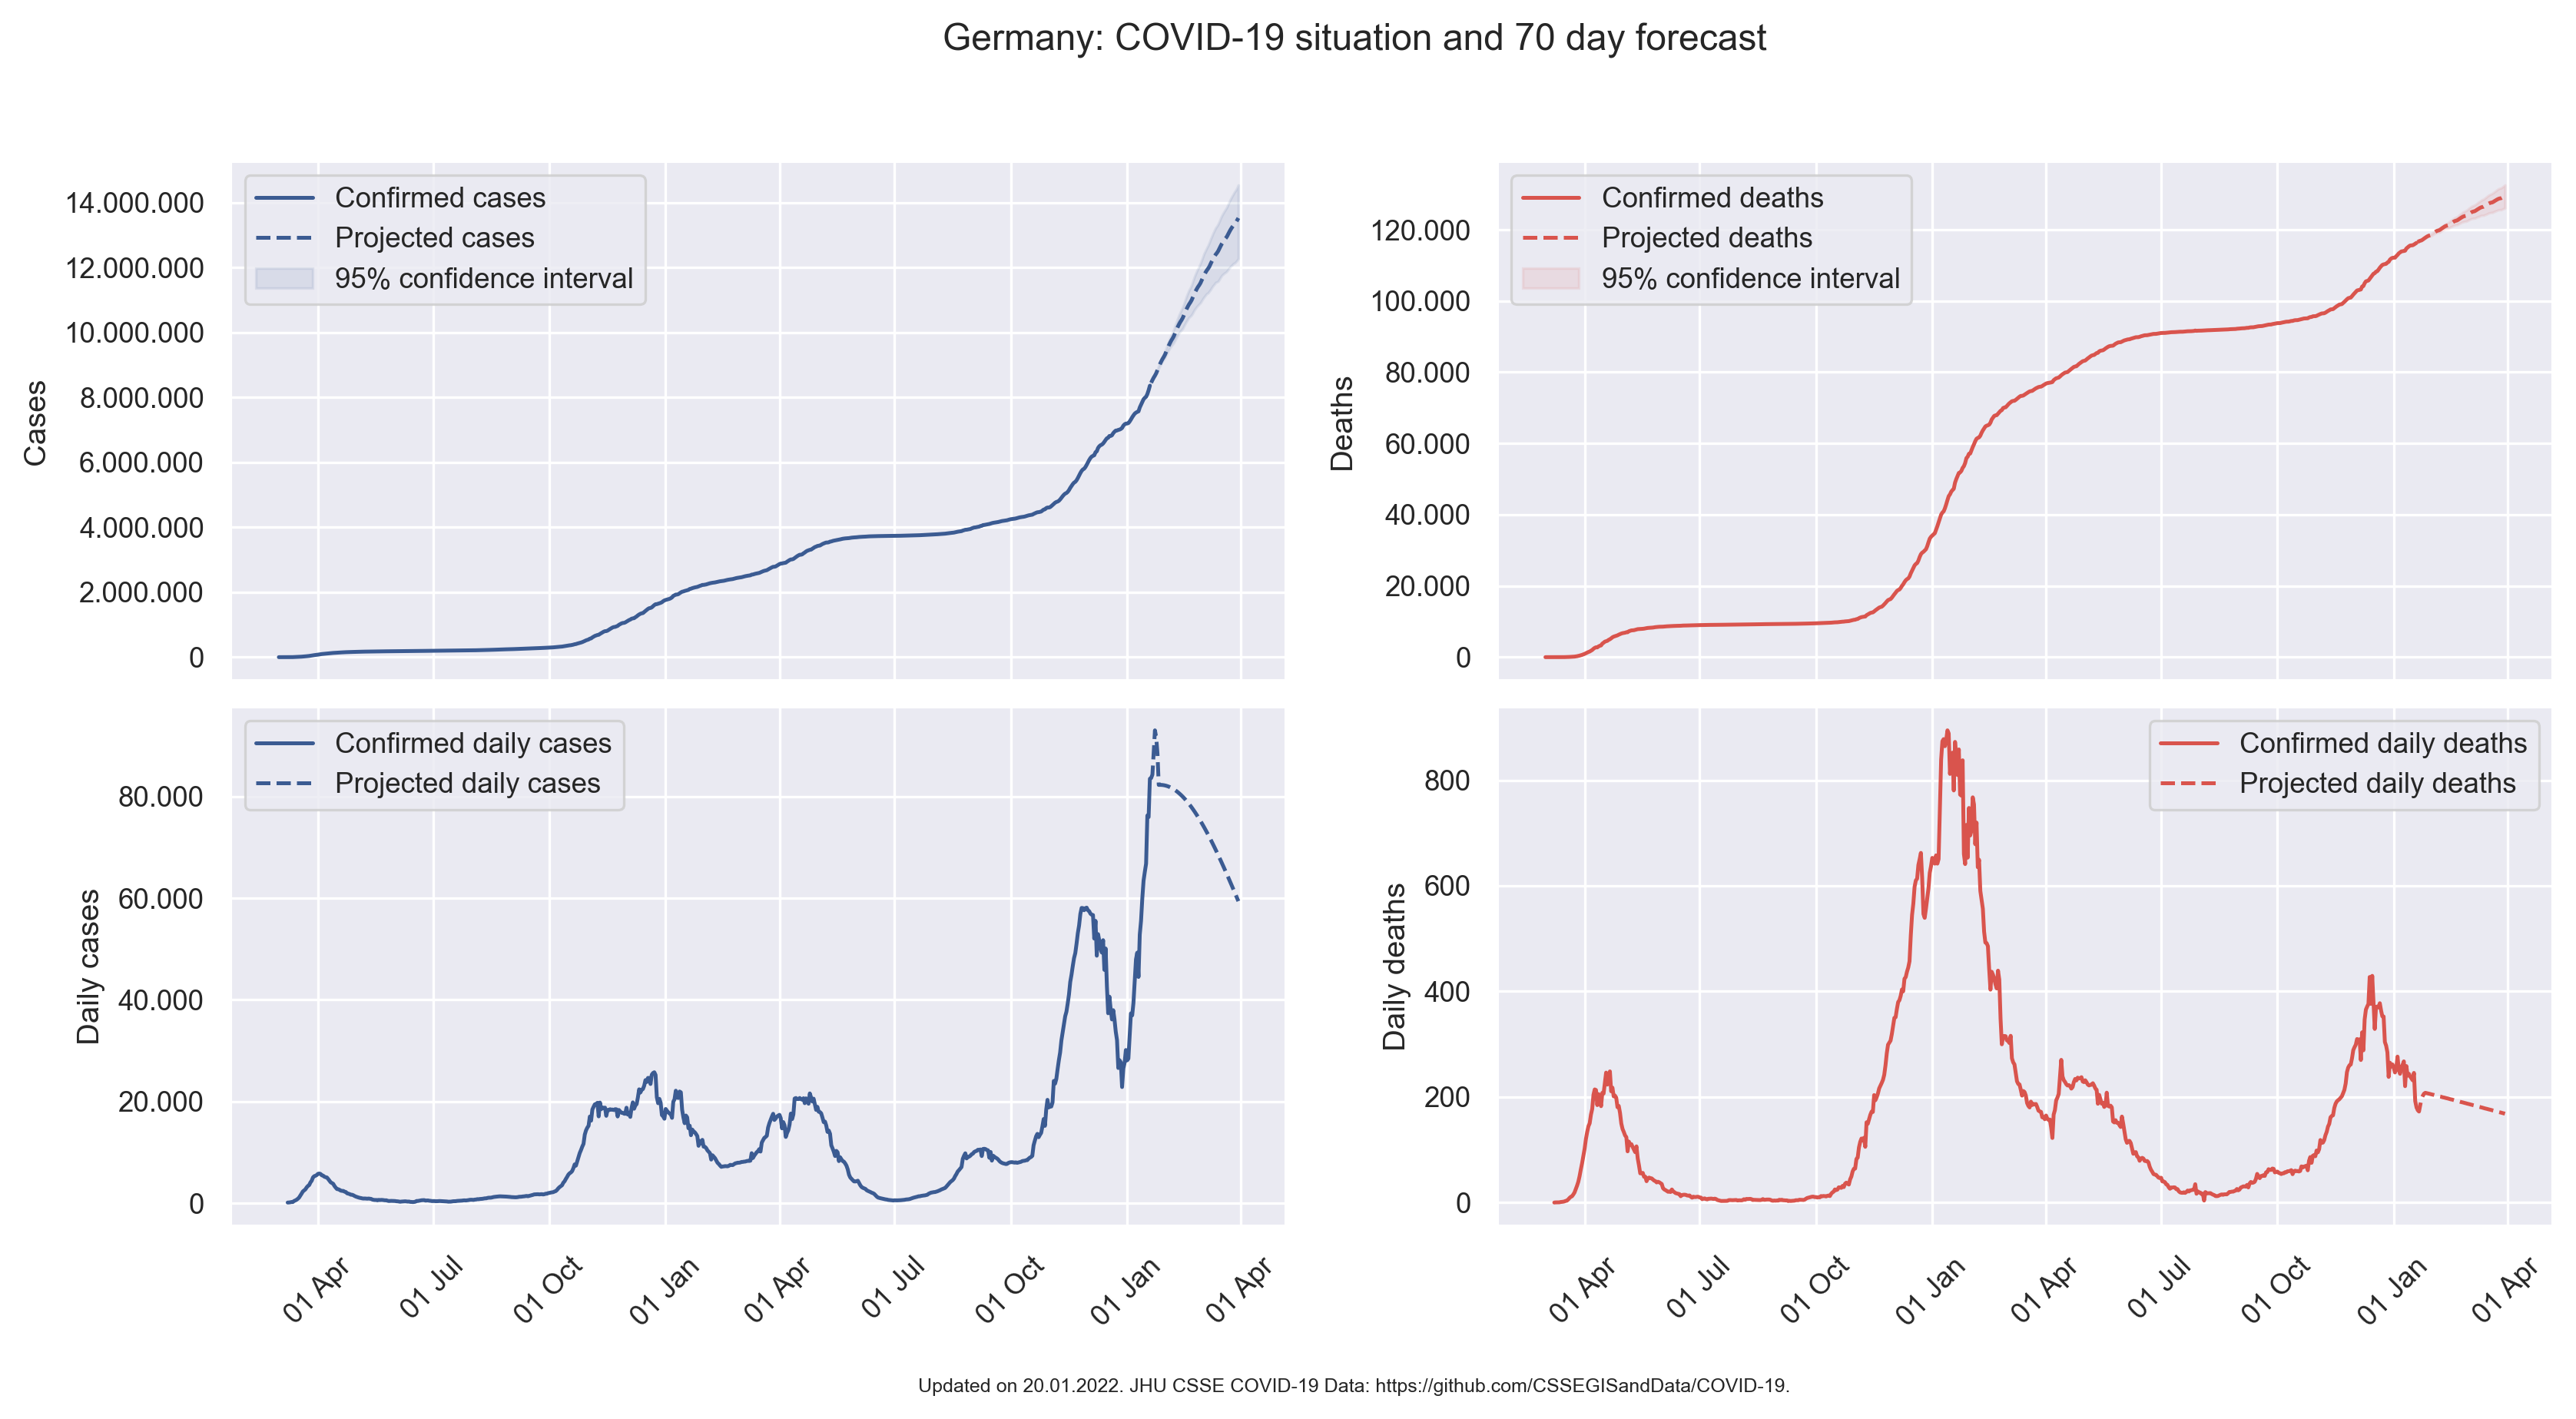 Germany: COVID-19 situation and 70 day forecast
Confirmed cases
Projected cases
95% confidence interval
14.000.000
12.000.000
10.000.000
8.000.000
6.000.000
4.000.000
2.000.000
0
Cases
Confirmed deaths
Projected deaths
95% confidence interval
120.000
100.000
80.000
60.000
40.000
20.000
0
Deaths
Confirmed daily cases
Projected daily cases
80.000
60.000
40.000
20.000
0
Daily cases
01 Apr
01 Jul
01 Oct
01 Jan
01 Apr
01 Jul
01 Oct
01 Jan
01 Apr
Confirmed daily deaths
Projected daily deaths
800
600
400
200
0
Daily deaths
01 Apr
01 Jul
01 Oct
01 Jan
01 Apr
01 Jul
01 Oct
01 Jan
01 Apr
Updated on 20.01.2022. JHU CSSE COVID-19 Data: https://github.com/CSSEGISandData/COVID-19.